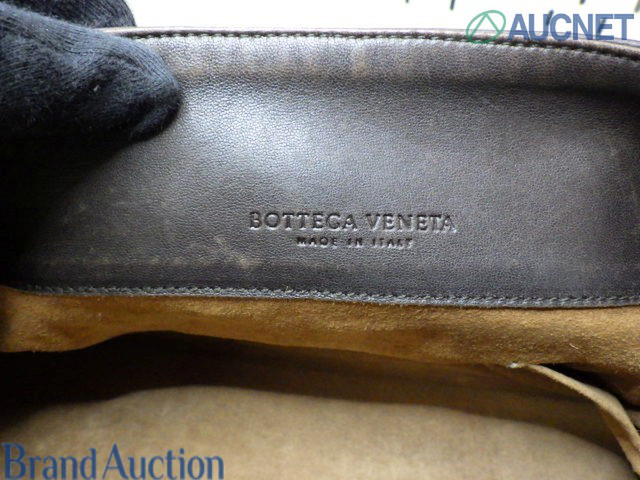 AUCNET
BOTTEGA VENETA
MADE IN ITALY
Brand Auction